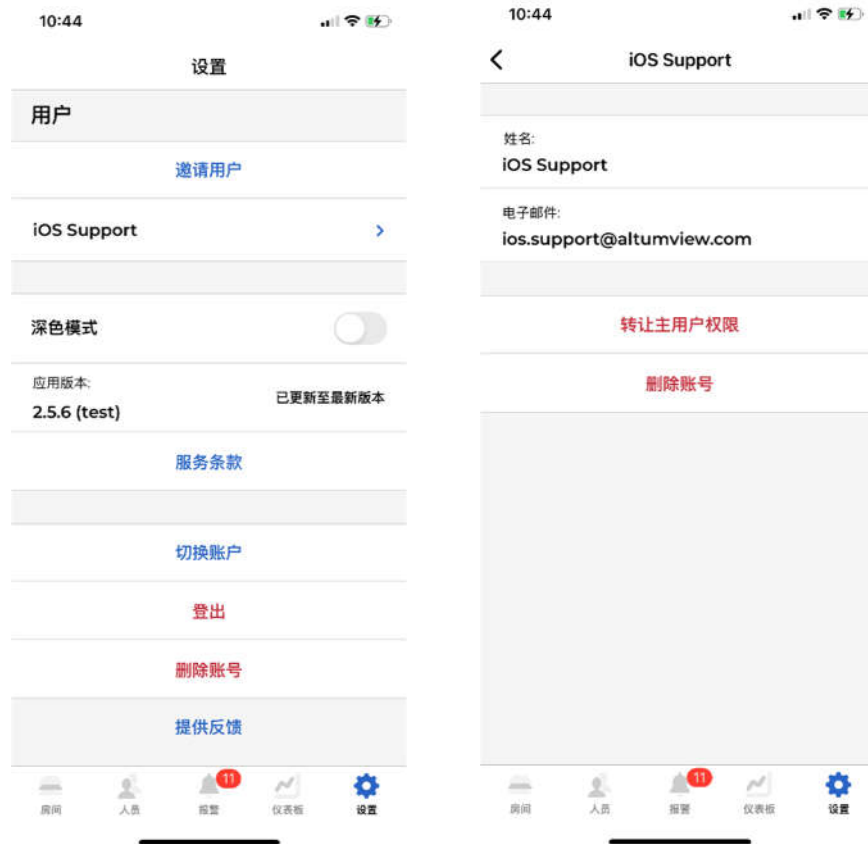 10:44
设置
用户
邀请用户
iOS Support
深色模式
应用版本:
2.5.6 (test)
已更新至最新版本
服务条款
切换账户
登出
删除账号
提供反馈
11
房间
人员
报警
仪表板
设置
10:44
iOS Support
姓名:
iOS Support
电子邮件:
ios.support@altumview.com
转让主用户权限
删除账号
11
房间
人员
报警
仪表板
设置